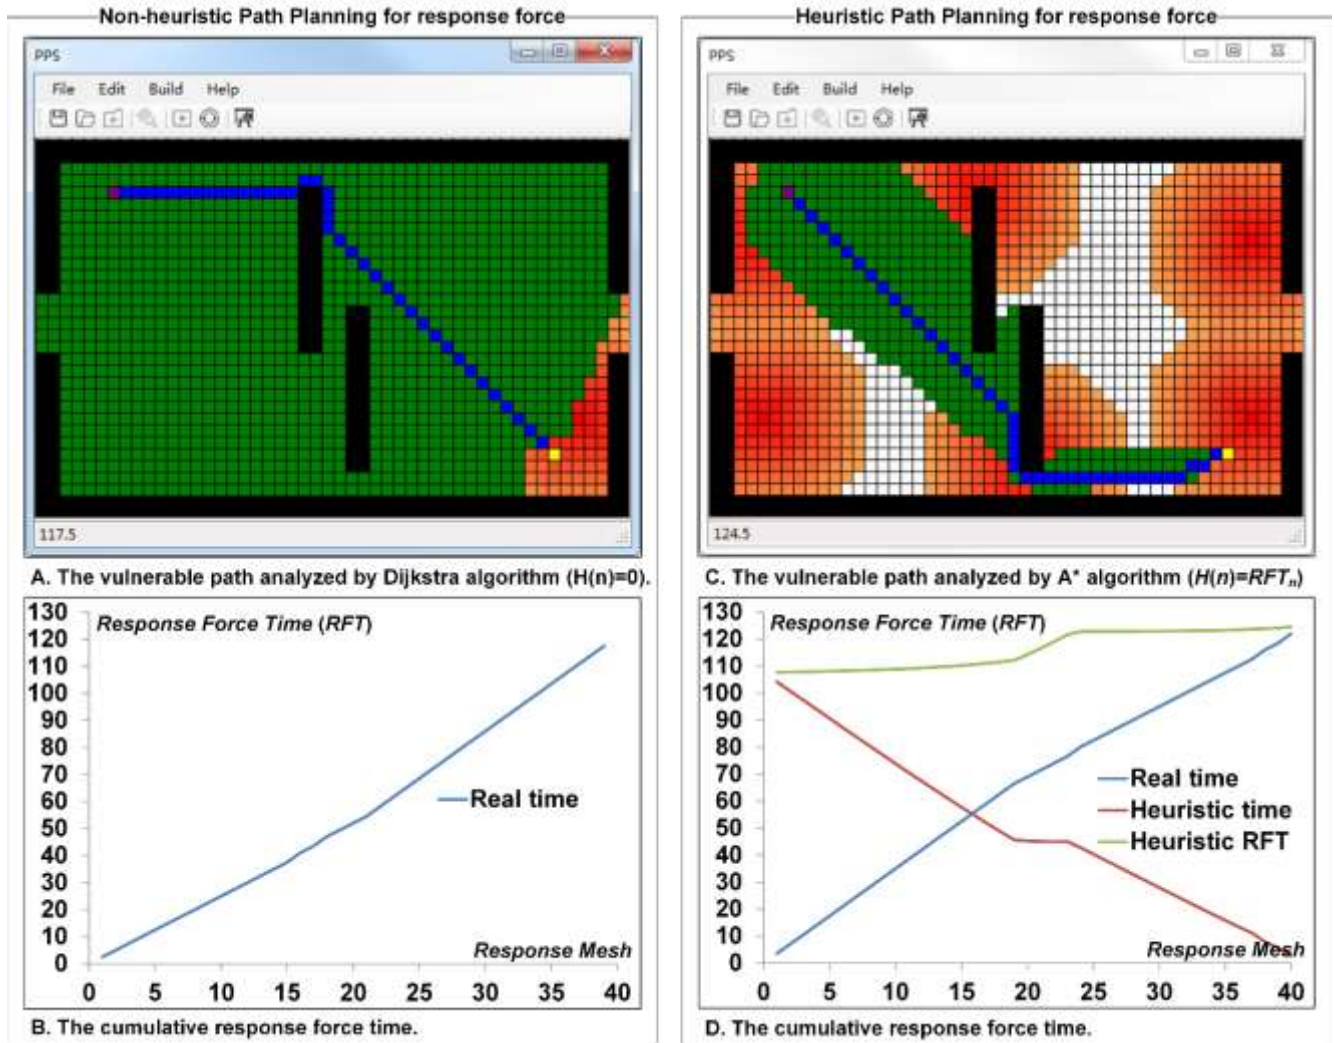 Non-heuristic Path Planning for response force
PPS
File Edit Build Help
117.5
A. The vulnerable path analyzed by Dijkstra algorithm (H(n)=0).
130
120
110
100
90
80
70
60
50
40
30
20
10
0
Response Force Time (RFT)
Real time
Response Mesh
0 5 10 15 20 25 30 35 40
B. The cumulative response force time.
Heuristic Path Planning for response force
PPS
File Edit Build Help
124.5
C. The vulnerable path analyzed by A* algorithm (H(n)=RFTₙ)
130
120
110
100
90
80
70
60
50
40
30
20
10
0
Response Force Time (RFT)
Real time
Heuristic time
Heuristic RFT
Response Mesh
0 5 10 15 20 25 30 35 40
D. The cumulative response force time.